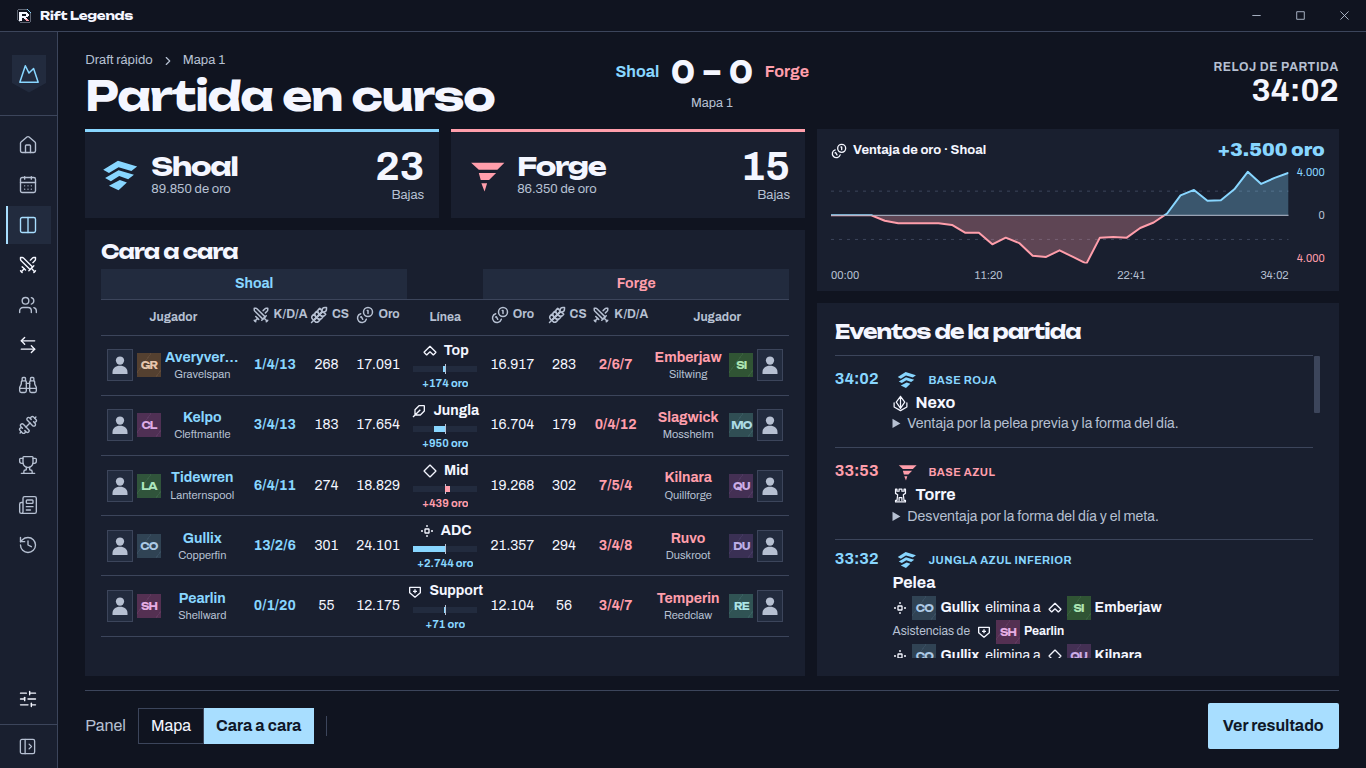 Rift Legends
Draft rápido > Mapa 1
Partida en curso
Shoal 0 – 0 Forge
Mapa 1
RELOJ DE PARTIDA
34:02
Shoal
89.850 de oro
23
Bajas
Forge
86.350 de oro
15
Bajas
Ventaja de oro · Shoal
+3.500 oro
4.000
0
4.000
00:00 11:20 22:41 34:02
Cara a cara
Shoal Forge
Jugador K/D/A CS Oro Línea Oro CS K/D/A Jugador
GR Averyver… 1/4/13 268 17.091 Top 16.917 283 2/6/7 Emberjaw SI
Gravelspan +174 oro Siltwing
CL Kelpo 3/4/13 183 17.654 Jungla 16.704 179 0/4/12 Slagwick MO
Cleftmantle +950 oro Mosshelm
LA Tidewren 6/4/11 274 18.829 Mid 19.268 302 7/5/4 Kilnara QU
Lanternspool +439 oro Quillforge
CO Gullix 13/2/6 301 24.101 ADC 21.357 294 3/4/8 Ruvo DU
Copperfin +2.744 oro Duskroot
SH Pearlin 0/1/20 55 12.175 Support 12.104 56 3/4/7 Temperin RE
Shellward +71 oro Reedclaw
Eventos de la partida
34:02 BASE ROJA
Nexo
Ventaja por la pelea previa y la forma del día.
33:53 BASE AZUL
Torre
Desventaja por la forma del día y el meta.
33:32 JUNGLA AZUL INFERIOR
Pelea
CO Gullix elimina a SI Emberjaw
Asistencias de SH Pearlin
CO Gullix elimina a QU Kilnara
Panel Mapa Cara a cara
Ver resultado